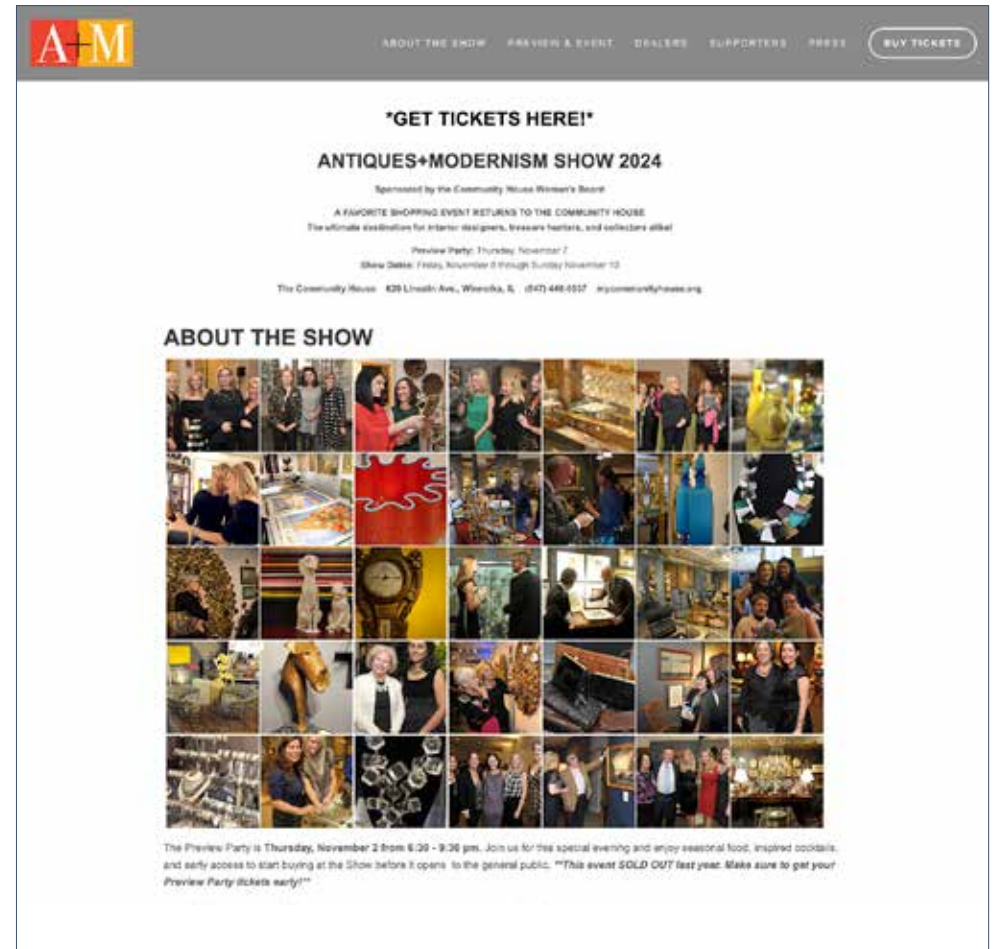 A+M
ABOUT THE SHOW PREVIEW & EVENT DEALERS SUPPORTERS PRESS BUY TICKETS
*GET TICKETS HERE!*
ANTIQUES+MODERNISM SHOW 2024
Sponsored by the Community House Woman's Board
A FAVORITE SHOPPING EVENT RETURNS TO THE COMMUNITY HOUSE
The ultimate destination for interior designers, treasure hunters, and collectors alike!
Preview Party: Thursday, November 7
Show Dates: Friday, November 8 through Sunday November 10
The Community House 620 Lincoln Ave., Winnetka, IL mycommunityhouse.org
ABOUT THE SHOW
The Preview Party is Thursday, November 2 from 6:30 - 9:30 pm. Join us for this special evening and enjoy seasonal food, inspired cocktails,
and early access to start buying at the Show before it opens to the general public. **This event SOLD OUT last year. Make sure to get your
Preview Party tickets early!**